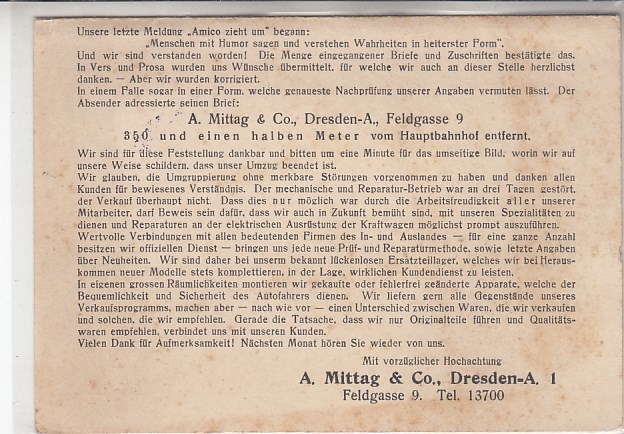 Unsere letzte Meldung „Amico zieht um" begann:
„Menschen mit Humor sagen und verstehen Wahrheiten in heiterster Form".
Und wir sind verstanden worden! Die Menge eingegangener Briefe und Zuschriften bestätigte das.
In Vers und Prosa wurden uns Wünsche übermittelt, für welche wir auch an dieser Stelle herzlichst
danken. — Aber wir wurden korrigiert.
In einem Falle sogar in einer Form, welche genaueste Nachprüfung unserer Angaben vermuten lässt. Der
Absender adressierte seinen Brief:
A. Mittag & Co., Dresden-A., Feldgasse 9
350 und einen halben Meter vom Hauptbahnhof entfernt.
Wir sind für diese Feststellung dankbar und bitten um eine Minute für das umseitige Bild, worin wir auf
unsere Weise schildern, dass unser Umzug beendet ist.
Wir glauben, die Umgruppierung ohne merkbare Störungen vorgenommen zu haben und danken allen
Kunden für bewiesenes Verständnis. Der mechanische und Reparatur-Betrieb war an drei Tagen gestört,
der Verkauf überhaupt nicht. Dass dies nur möglich war durch die Arbeitsfreudigkeit aller unserer
Mitarbeiter, darf Beweis sein dafür, dass wir auch in Zukunft bemüht sind, mit unseren Spezialitäten zu
dienen und Reparaturen an der elektrischen Ausrüstung der Kraftwagen möglichst prompt auszuführen.
Wertvolle Verbindungen mit allen bedeutenden Firmen des In- und Auslandes — für eine ganze Anzahl
besitzen wir offiziellen Dienst — bringen uns jede neue Prüf- und Reparaturmethode, sowie letzte Angaben
über Neuheiten. Wir sind daher bei unserm bekannt lückenlosen Ersatzteillager, welches wir bei Heraus-
kommen neuer Modelle stets komplettieren, in der Lage, wirklichen Kundendienst zu leisten.
In eigenen grossen Räumlichkeiten montieren wir gekaufte oder fehlerfrei geänderte Apparate, welche der
Bequemlichkeit und Sicherheit des Autofahrers dienen. Wir liefern gern alle Gegenstände unseres
Verkaufsprogramms, machen aber — nach wie vor — einen Unterschied zwischen Waren, die wir verkaufen
und solchen, die wir empfehlen. Gerade die Tatsache, dass wir nur Originalteile führen und Qualitäts-
waren empfehlen, verbindet uns mit unseren Kunden.
Vielen Dank für Aufmerksamkeit! Nächsten Monat hören Sie wieder von uns.
Mit vorzüglicher Hochachtung
A. Mittag & Co., Dresden-A. 1
Feldgasse 9. Tel. 13700